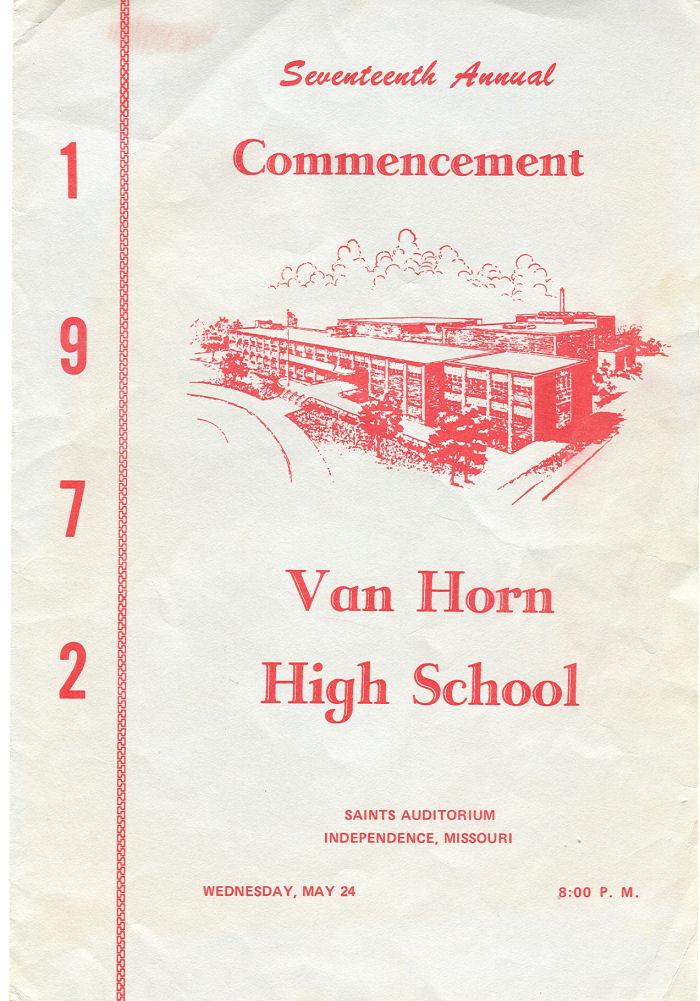 Seventeenth Annual
Commencement
1
9
7
2
Van Horn
High School
SAINTS AUDITORIUM
INDEPENDENCE, MISSOURI
WEDNESDAY, MAY 24
8:00 P. M.